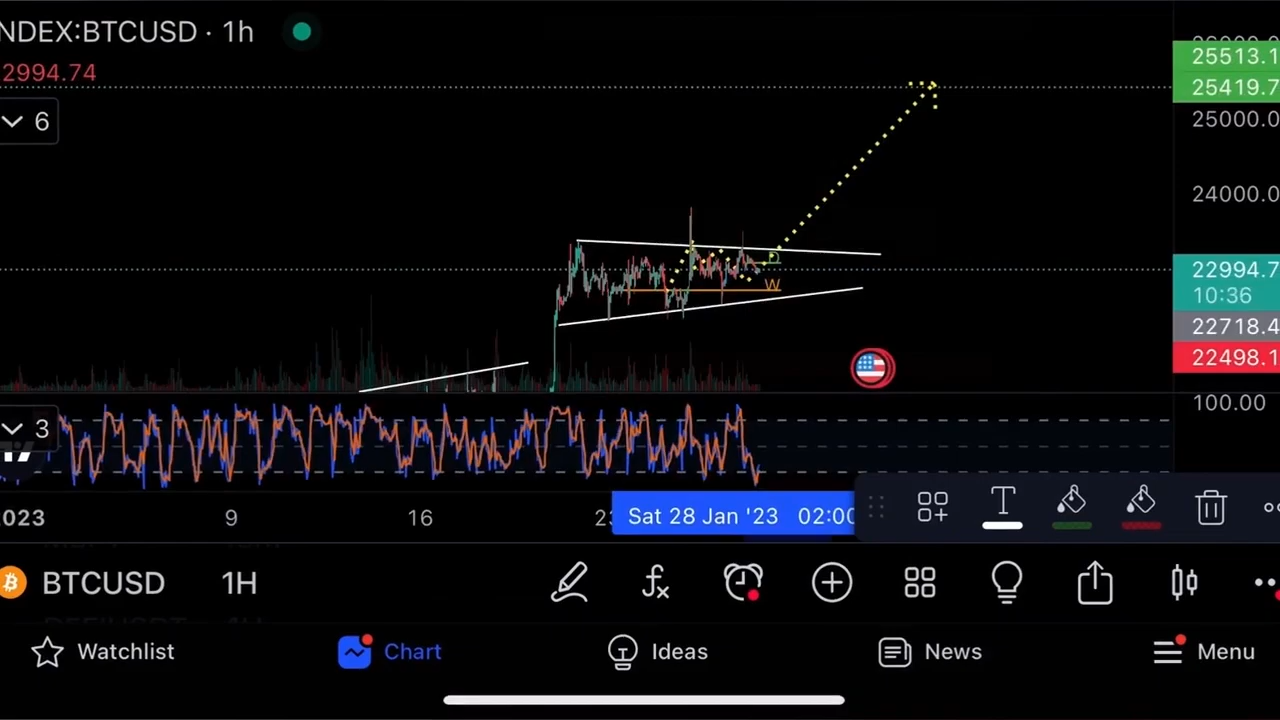 NDEX:BTCUSD · 1h
2994.74
6
25513.1
25419.7
25000.0
24000.0
22994.7
10:36
22718.4
22498.1
D
W
100.00
3
2023 9 16 23 Sat 28 Jan '23 02:00
T
BTCUSD 1H
Watchlist Chart Ideas News Menu